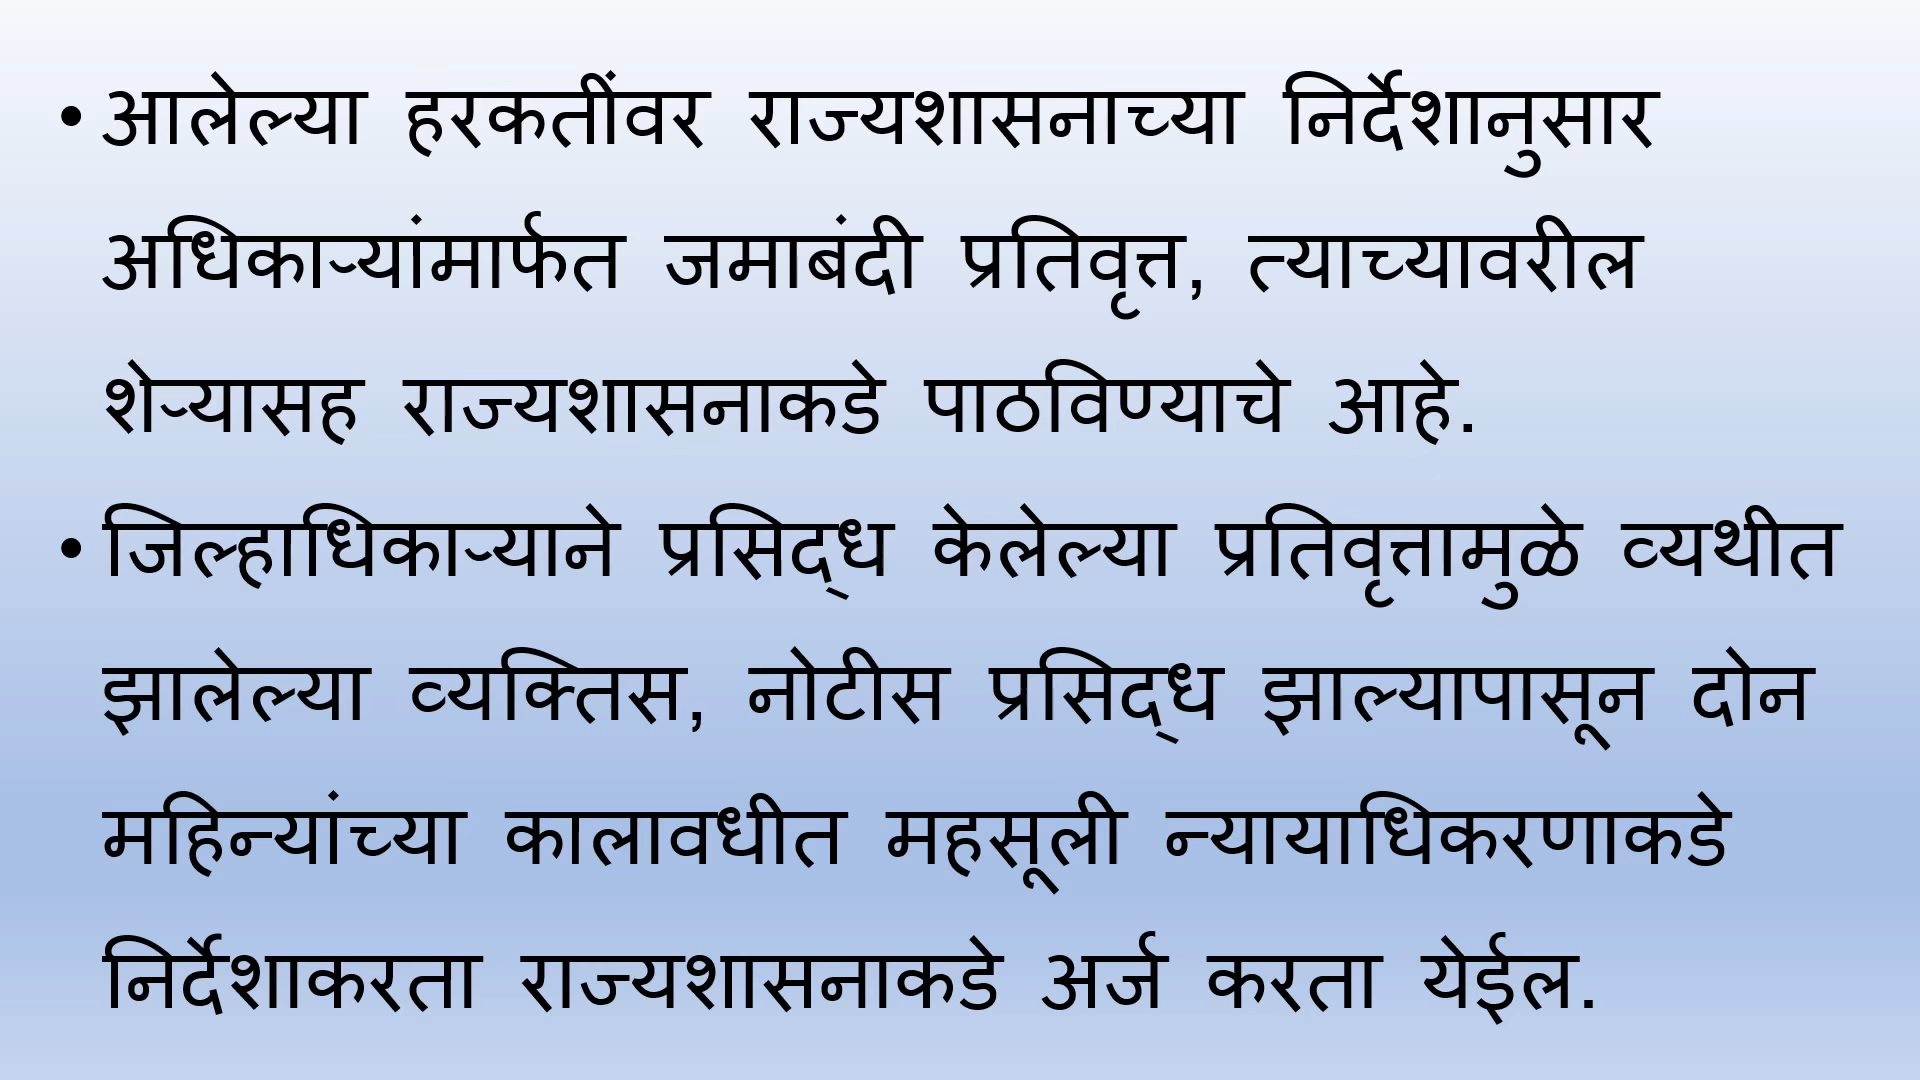 • आलेल्या हरकतींवर राज्यशासनाच्या निर्देशानुसार
अधिकाऱ्यांमार्फत जमाबंदी प्रतिवृत्त, त्याच्यावरील
शेऱ्यासह राज्यशासनाकडे पाठविण्याचे आहे.
• जिल्हाधिकाऱ्याने प्रसिद्ध केलेल्या प्रतिवृत्तामुळे व्यथीत
झालेल्या व्यक्तिस, नोटीस प्रसिद्ध झाल्यापासून दोन
महिन्यांच्या कालावधीत महसूली न्यायाधिकरणाकडे
निर्देशाकरता राज्यशासनाकडे अर्ज करता येईल.